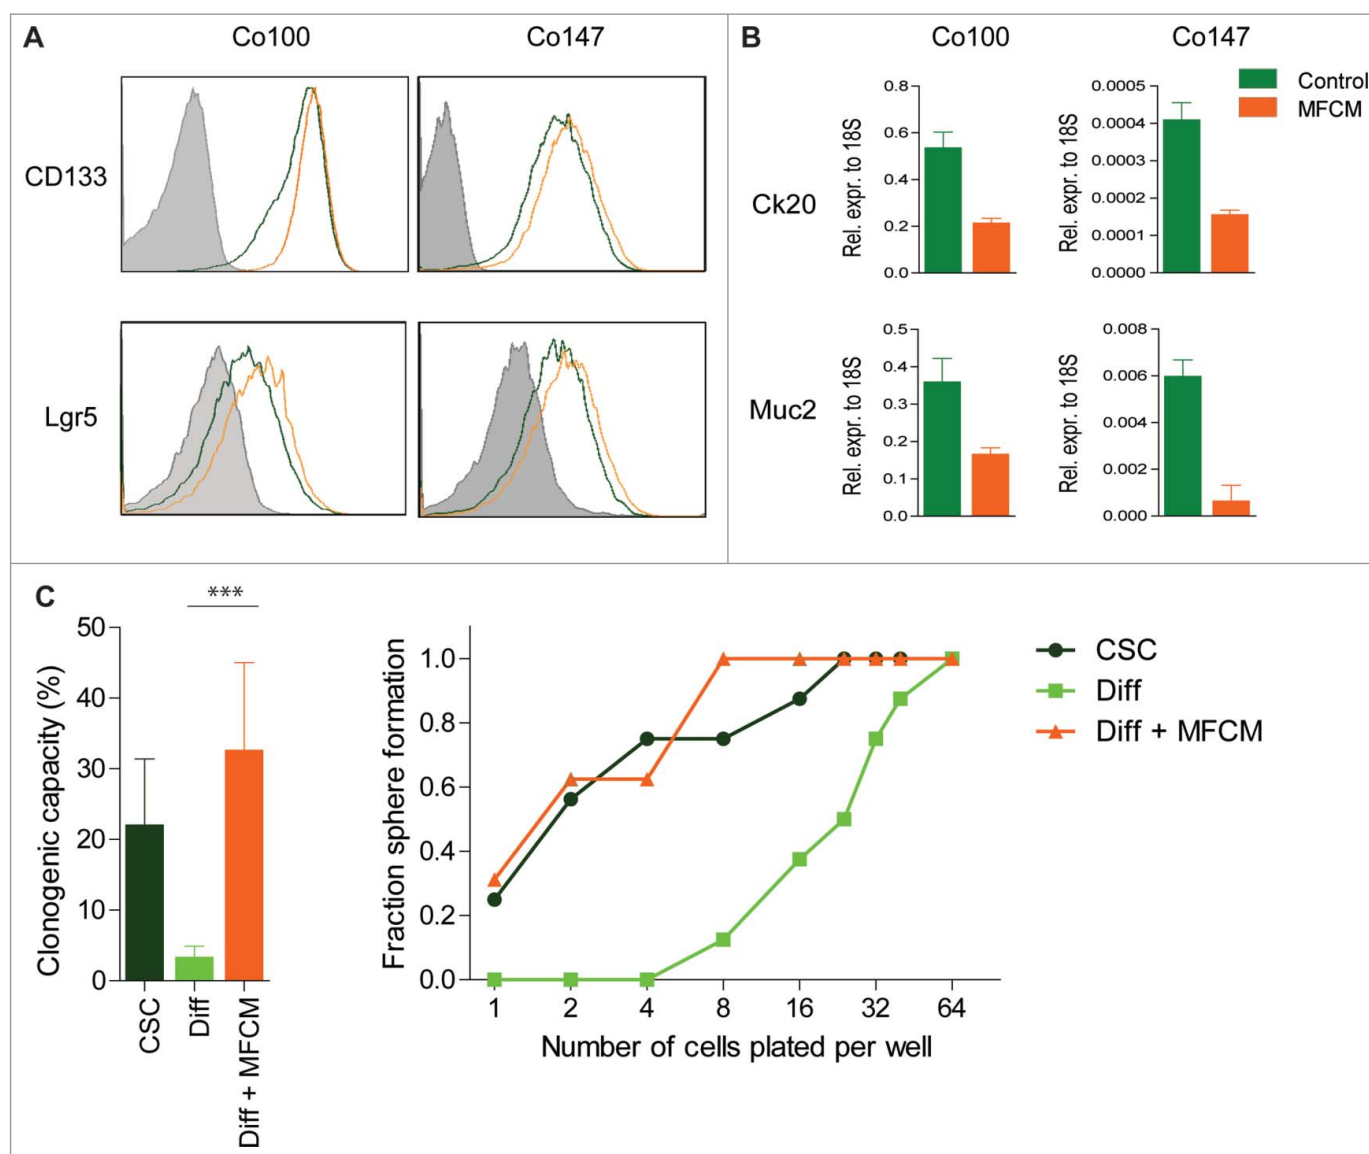 A
Co100
Co147
CD133
Lgr5
B
Co100
Co147
Control
MFCM
Ck20
Rel. expr. to 18S
0.8
0.6
0.4
0.2
0.0
Rel. expr. to 18S
0.0005
0.0004
0.0003
0.0002
0.0001
0.0000
Muc2
Rel. expr. to 18S
0.5
0.4
0.3
0.2
0.1
0.0
Rel. expr. to 18S
0.008
0.006
0.004
0.002
0.000
C
***
Clonogenic capacity (%)
50
40
30
20
10
0
CSC
Diff
Diff + MFCM
Fraction sphere formation
1.0
0.8
0.6
0.4
0.2
0.0
1 2 4 8 16 32 64
Number of cells plated per well
CSC
Diff
Diff + MFCM